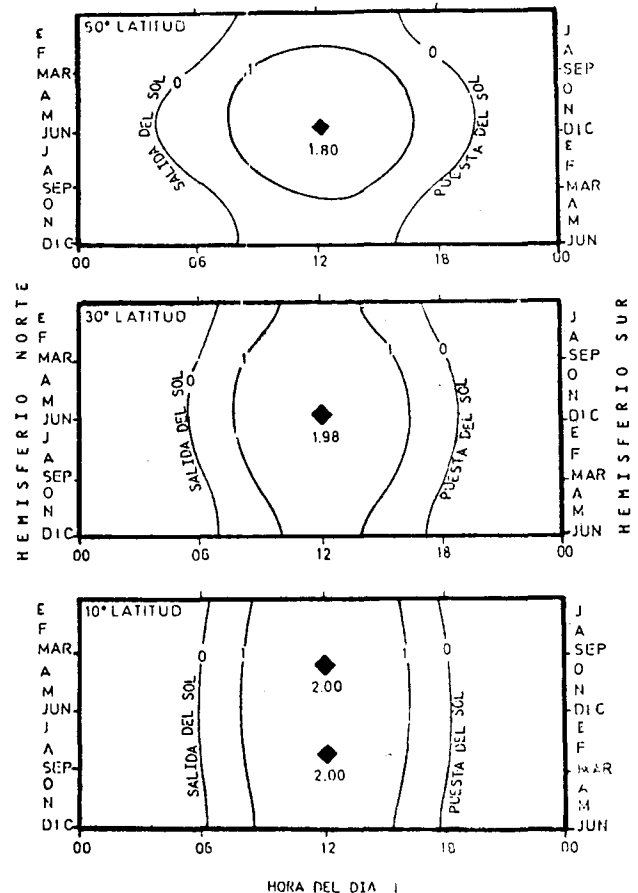 50° LATITUD
E
F
MAR
A
M
JUN
J
A
SEP
O
N
DIC
0
SALIDA DEL SOL
1
1.80
0
PUESTA DEL SOL
J
A
SEP
O
N
DIC
E
F
MAR
A
M
JUN
00 06 12 18 00
HEMISFERIO NORTE
30° LATITUD
E
F
MAR
A
M
JUN
J
A
SEP
O
N
DIC
0
SALIDA DEL SOL
1
1.98
1
0
PUESTA DEL SOL
J
A
SEP
O
N
DIC
E
F
MAR
A
M
JUN
HEMISFERIO SUR
00 06 12 18 00
10° LATITUD
E
F
MAR
A
M
JUN
J
A
SEP
O
N
DIC
0
SALIDA DEL SOL
1
2.00
2.00
1
0
PUESTA DEL SOL
J
A
SEP
O
N
DIC
E
F
MAR
A
M
JUN
00 06 12 18 00
HORA DEL DIA